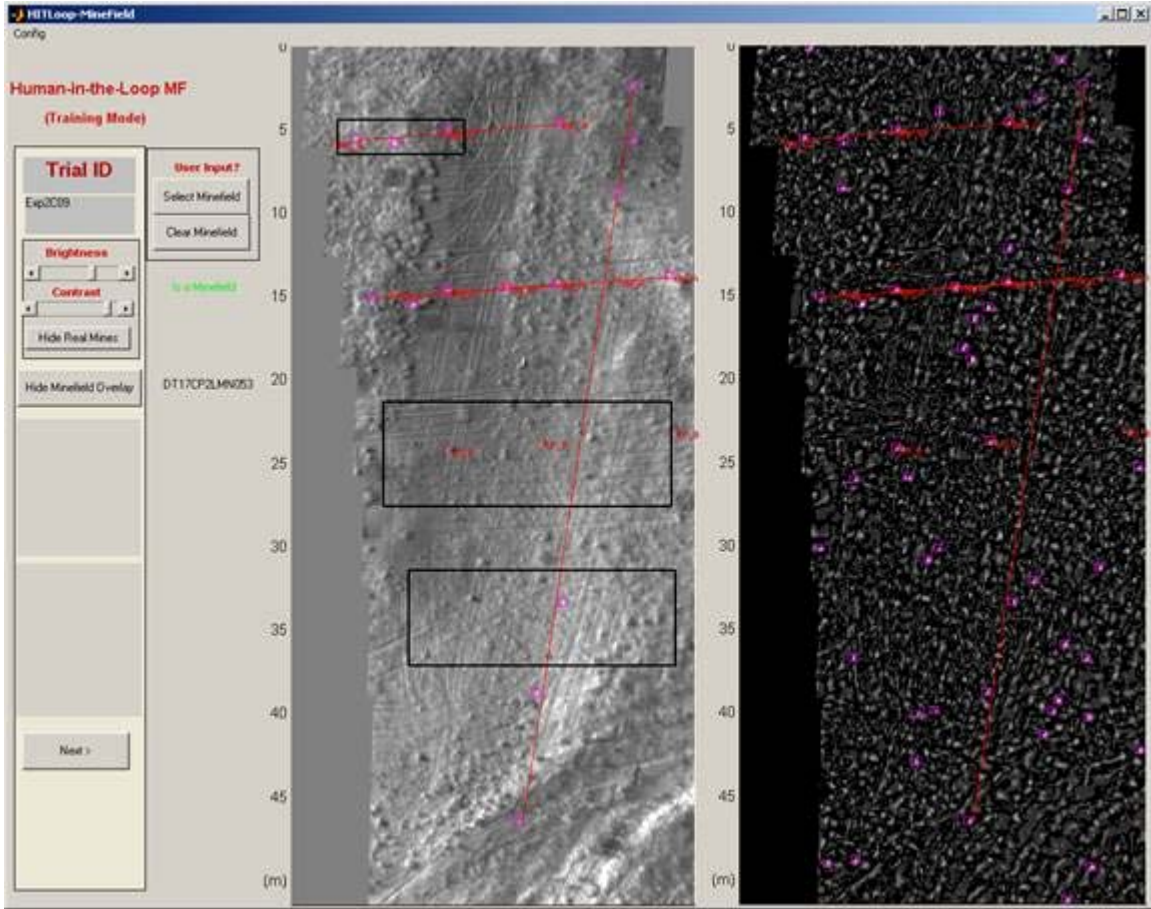 HITLoop-MineField
Config
Human-in-the-Loop MF
(Training Mode)
Trial ID
Exp2C09
Brightness
Contrast
Hide Real Mines
Hide Minefield Overlay
Next >
User Input?
Select Minefield
Clear Minefield
Is a Minefield
DT17CP2LMN053
0
5
10
15
20
25
30
35
40
45
(m)
0
5
10
15
20
25
30
35
40
45
(m)